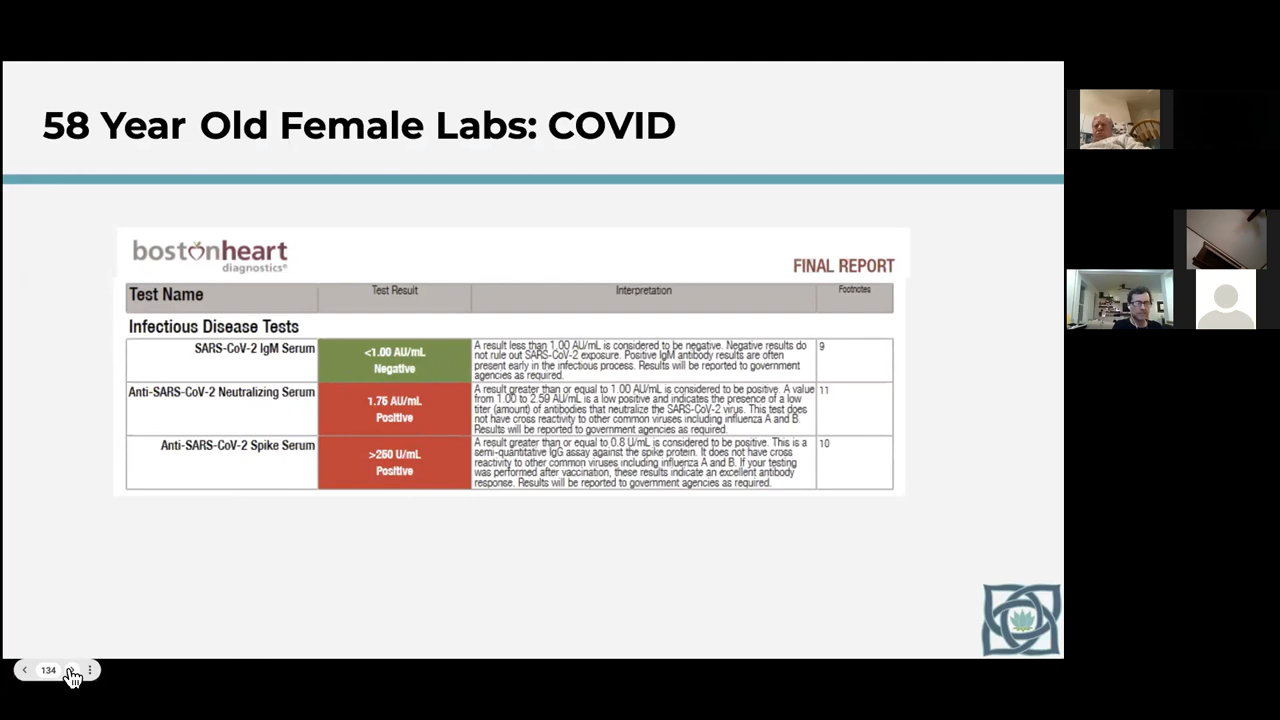 58 Year Old Female Labs: COVID
bostonheart
diagnostics®
FINAL REPORT
Test Name
Test Result
Interpretation
Footnotes
Infectious Disease Tests
SARS-CoV-2 IgM Serum
<1.00 AU/mL
Negative
A result less than 1.00 AU/mL is considered to be negative. Negative results do
not rule out SARS-CoV-2 exposure. Positive IgM antibody results are often
present early in the infectious process. Results will be reported to government
agencies as required.
9
Anti-SARS-CoV-2 Neutralizing Serum
1.75 AU/mL
Positive
A result greater than or equal to 1.00 AU/mL is considered to be positive. A value
from 1.00 to 2.59 AU/mL is a low positive and indicates the presence of a low
titer (amount) of antibodies that neutralize the SARS-CoV-2 virus. This test does
not have cross reactivity to other common viruses including influenza A and B.
Results will be reported to government agencies as required.
11
Anti-SARS-CoV-2 Spike Serum
>250 U/mL
Positive
A result greater than or equal to 0.8 U/mL is considered to be positive. This is a
semi-quantitative IgG assay against the spike protein. It does not have cross
reactivity to other common viruses including influenza A and B. If your testing
was performed after vaccination, these results indicate an excellent antibody
response. Results will be reported to government agencies as required.
10
134